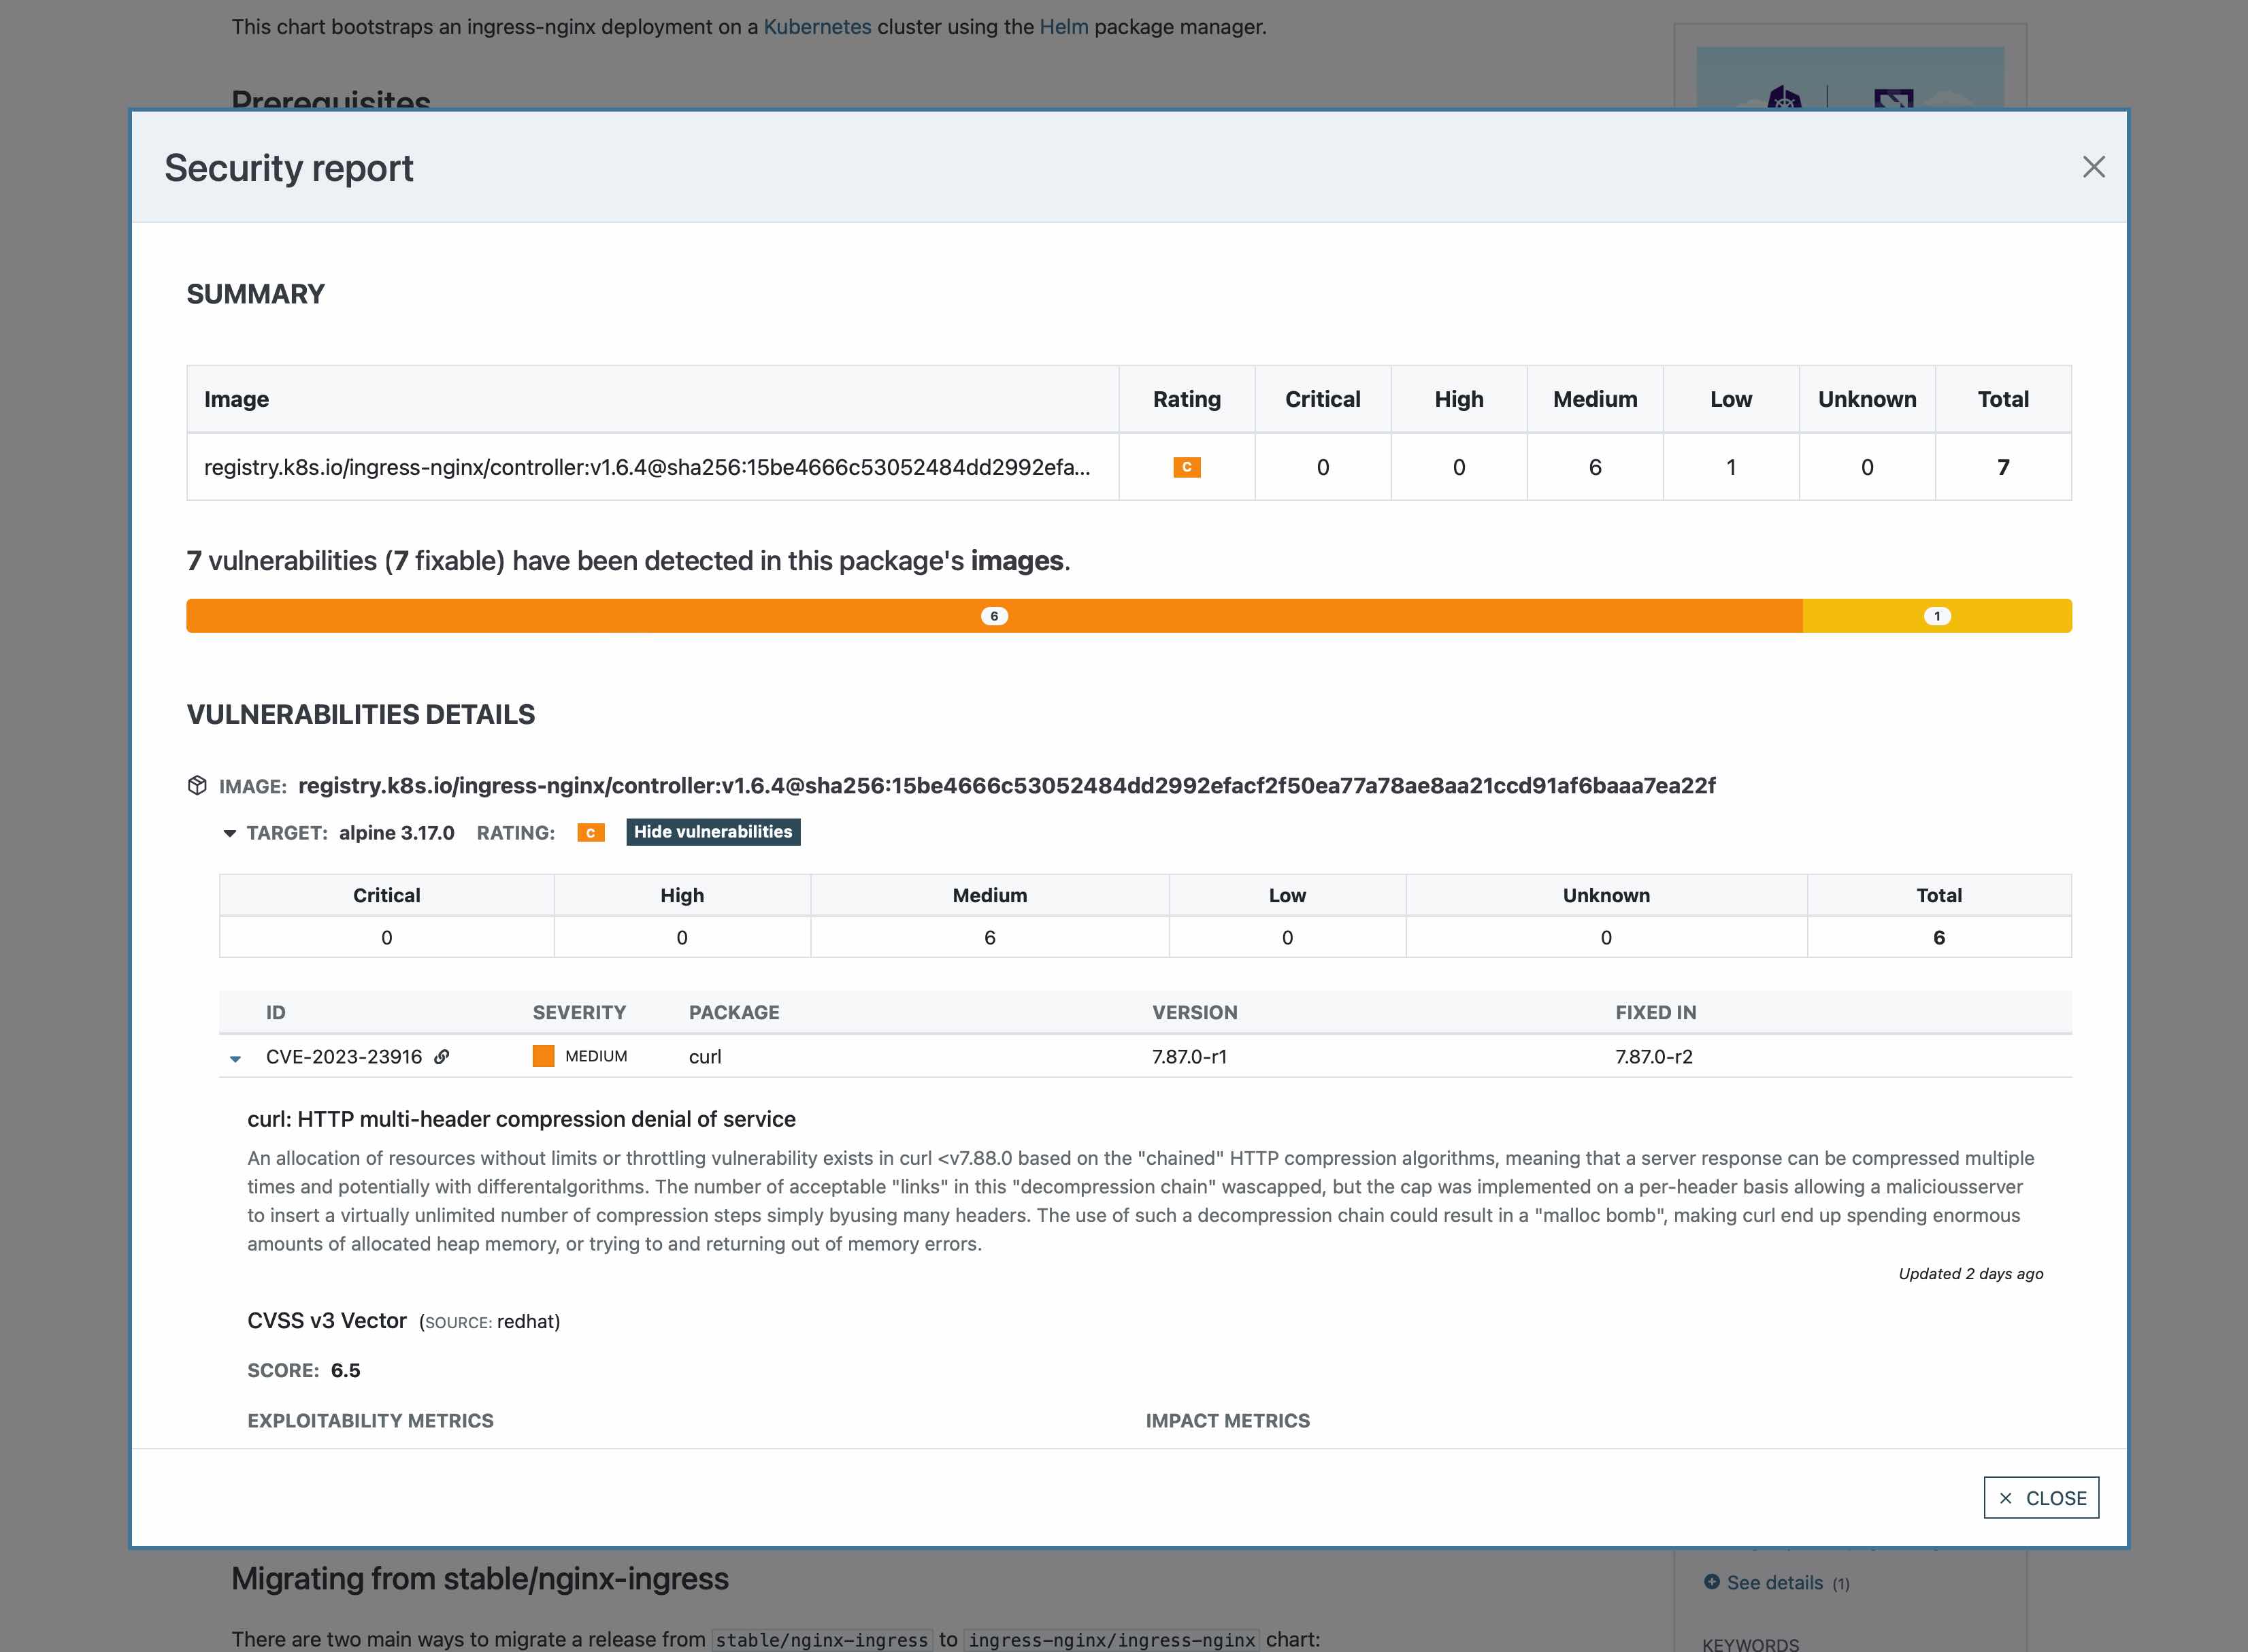 This chart bootstraps an ingress-nginx deployment on a Kubernetes cluster using the Helm package manager.
Prerequisites
Security report
SUMMARY
Image Rating Critical High Medium Low Unknown Total
registry.k8s.io/ingress-nginx/controller:v1.6.4@sha256:15be4666c53052484dd2992efa... C 0 0 6 1 0 7
7 vulnerabilities (7 fixable) have been detected in this package's images.
6 1
VULNERABILITIES DETAILS
IMAGE: registry.k8s.io/ingress-nginx/controller:v1.6.4@sha256:15be4666c53052484dd2992efacf2f50ea77a78ae8aa21ccd91af6baaa7ea22f
TARGET: alpine 3.17.0 RATING: C Hide vulnerabilities
Critical High Medium Low Unknown Total
0 0 6 0 0 6
ID SEVERITY PACKAGE VERSION FIXED IN
CVE-2023-23916 MEDIUM curl 7.87.0-r1 7.87.0-r2
curl: HTTP multi-header compression denial of service
An allocation of resources without limits or throttling vulnerability exists in curl <v7.88.0 based on the "chained" HTTP compression algorithms, meaning that a server response can be compressed multiple
times and potentially with differentalgorithms. The number of acceptable "links" in this "decompression chain" wascapped, but the cap was implemented on a per-header basis allowing a maliciousserver
to insert a virtually unlimited number of compression steps simply byusing many headers. The use of such a decompression chain could result in a "malloc bomb", making curl end up spending enormous
amounts of allocated heap memory, or trying to and returning out of memory errors.
Updated 2 days ago
CVSS v3 Vector (SOURCE: redhat)
SCORE: 6.5
EXPLOITABILITY METRICS IMPACT METRICS
CLOSE
Migrating from stable/nginx-ingress
See details (1)
There are two main ways to migrate a release from stable/nginx-ingress to ingress-nginx/ingress-nginx chart:
KEYWORDS